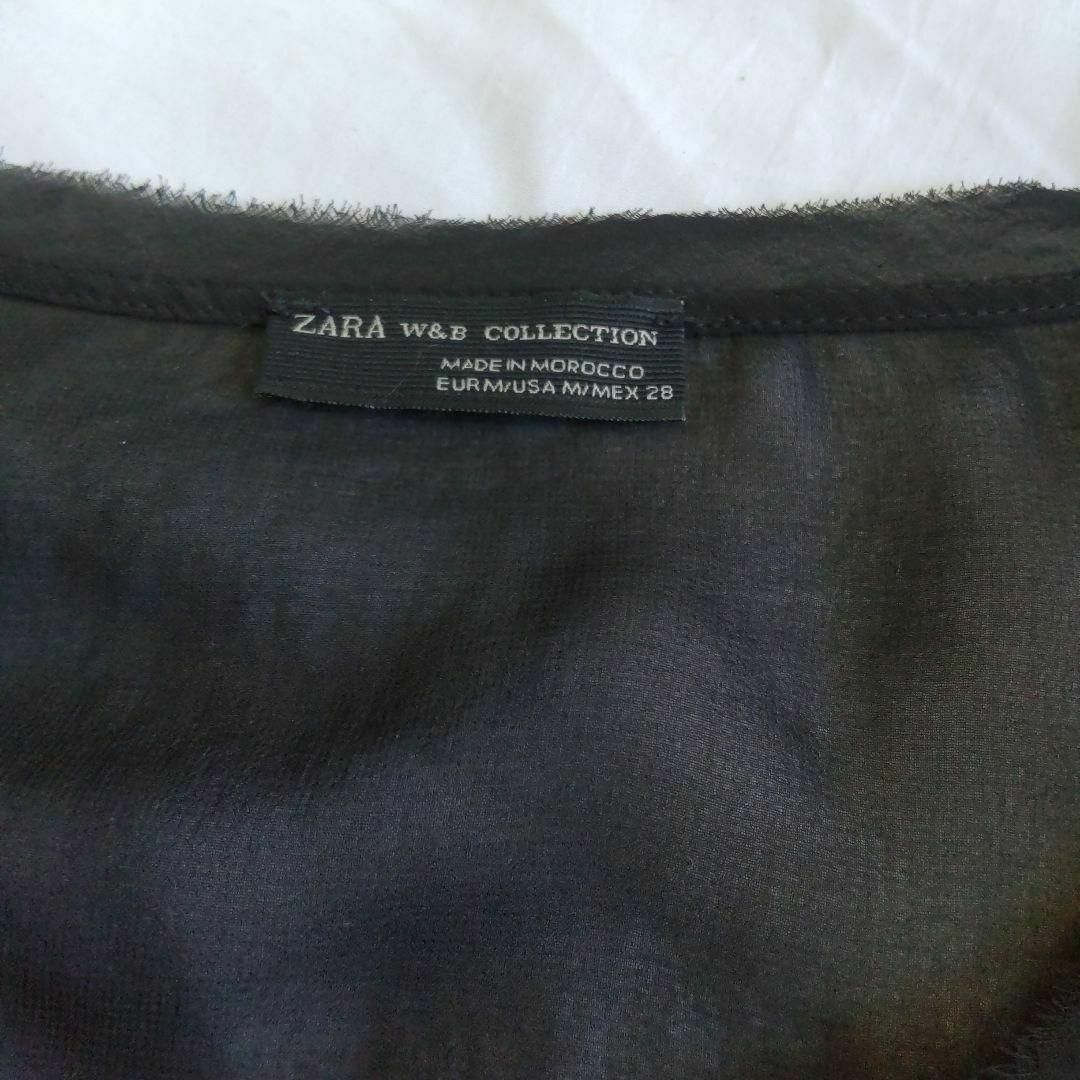 ZARA W&B COLLECTION
MADE IN MOROCCO
EUR M/USA M/MEX 28